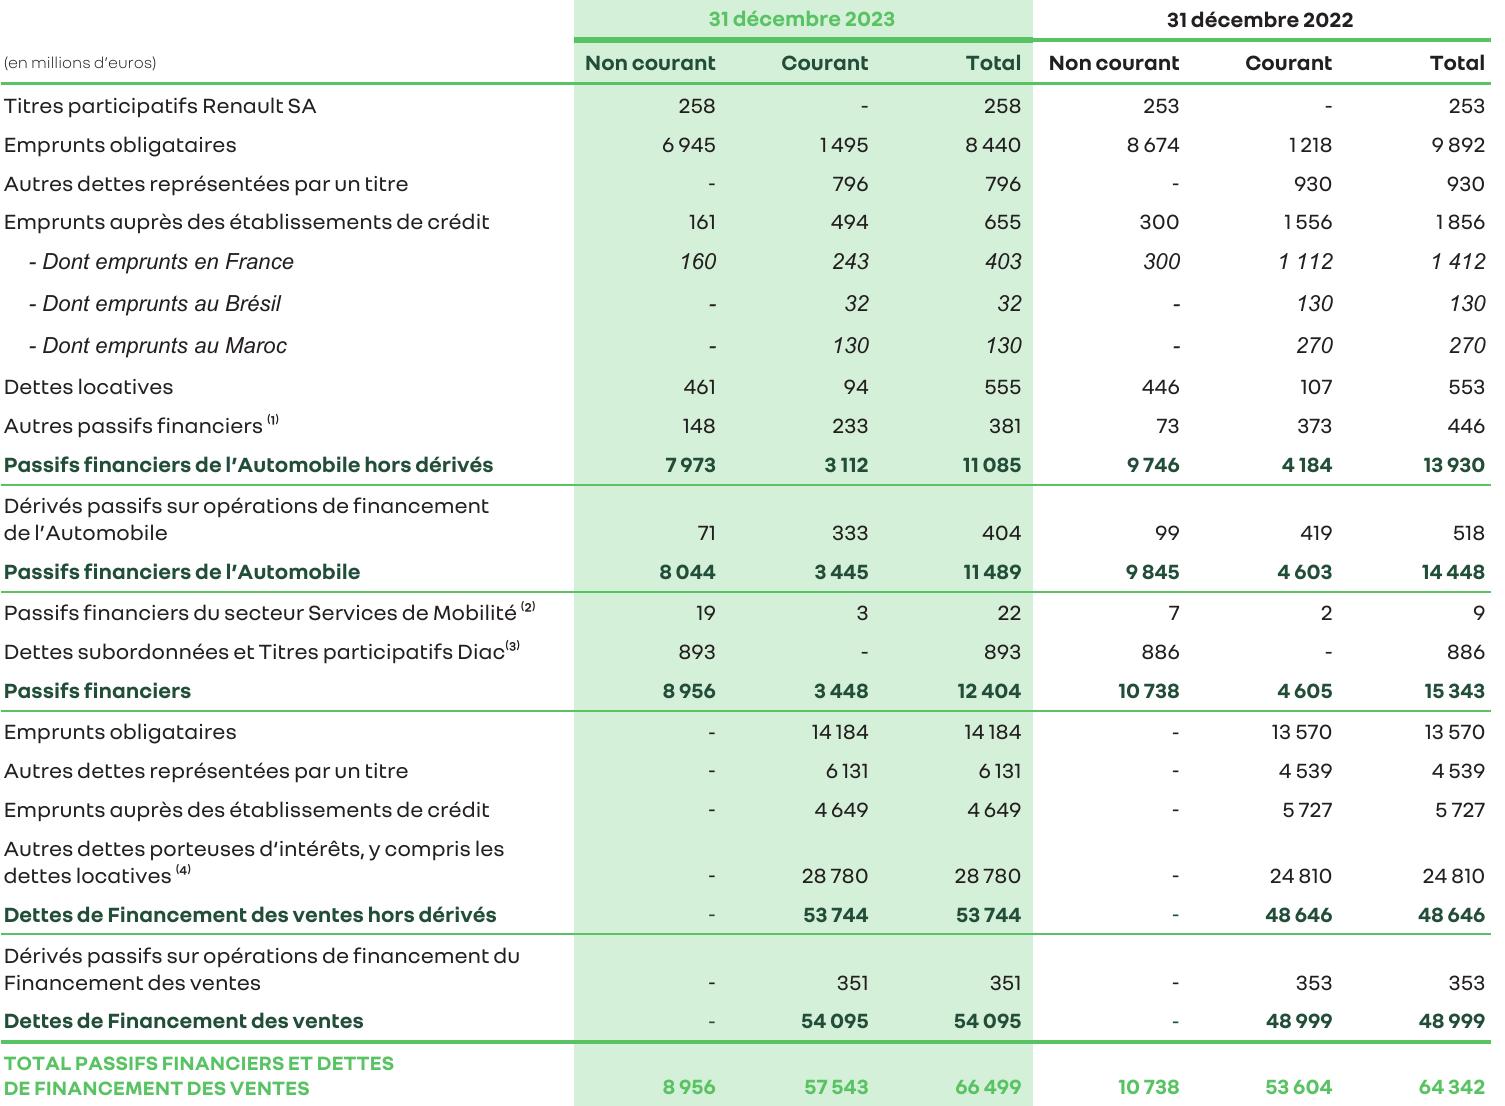 31 décembre 2023 31 décembre 2022
(en millions d'euros) Non courant Courant Total Non courant Courant Total
Titres participatifs Renault SA 258 - 258 253 - 253
Emprunts obligataires 6 945 1 495 8 440 8 674 1 218 9 892
Autres dettes représentées par un titre - 796 796 - 930 930
Emprunts auprès des établissements de crédit 161 494 655 300 1 556 1 856
- Dont emprunts en France 160 243 403 300 1 112 1 412
- Dont emprunts au Brésil - 32 32 - 130 130
- Dont emprunts au Maroc - 130 130 - 270 270
Dettes locatives 461 94 555 446 107 553
Autres passifs financiers (1) 148 233 381 73 373 446
Passifs financiers de l'Automobile hors dérivés 7 973 3 112 11 085 9 746 4 184 13 930
Dérivés passifs sur opérations de financement
de l'Automobile 71 333 404 99 419 518
Passifs financiers de l'Automobile 8 044 3 445 11 489 9 845 4 603 14 448
Passifs financiers du secteur Services de Mobilité (2) 19 3 22 7 2 9
Dettes subordonnées et Titres participatifs Diac(3) 893 - 893 886 - 886
Passifs financiers 8 956 3 448 12 404 10 738 4 605 15 343
Emprunts obligataires - 14 184 14 184 - 13 570 13 570
Autres dettes représentées par un titre - 6 131 6 131 - 4 539 4 539
Emprunts auprès des établissements de crédit - 4 649 4 649 - 5 727 5 727
Autres dettes porteuses d'intérêts, y compris les
dettes locatives (4) - 28 780 28 780 - 24 810 24 810
Dettes de Financement des ventes hors dérivés - 53 744 53 744 - 48 646 48 646
Dérivés passifs sur opérations de financement du
Financement des ventes - 351 351 - 353 353
Dettes de Financement des ventes - 54 095 54 095 - 48 999 48 999
TOTAL PASSIFS FINANCIERS ET DETTES
DE FINANCEMENT DES VENTES 8 956 57 543 66 499 10 738 53 604 64 342